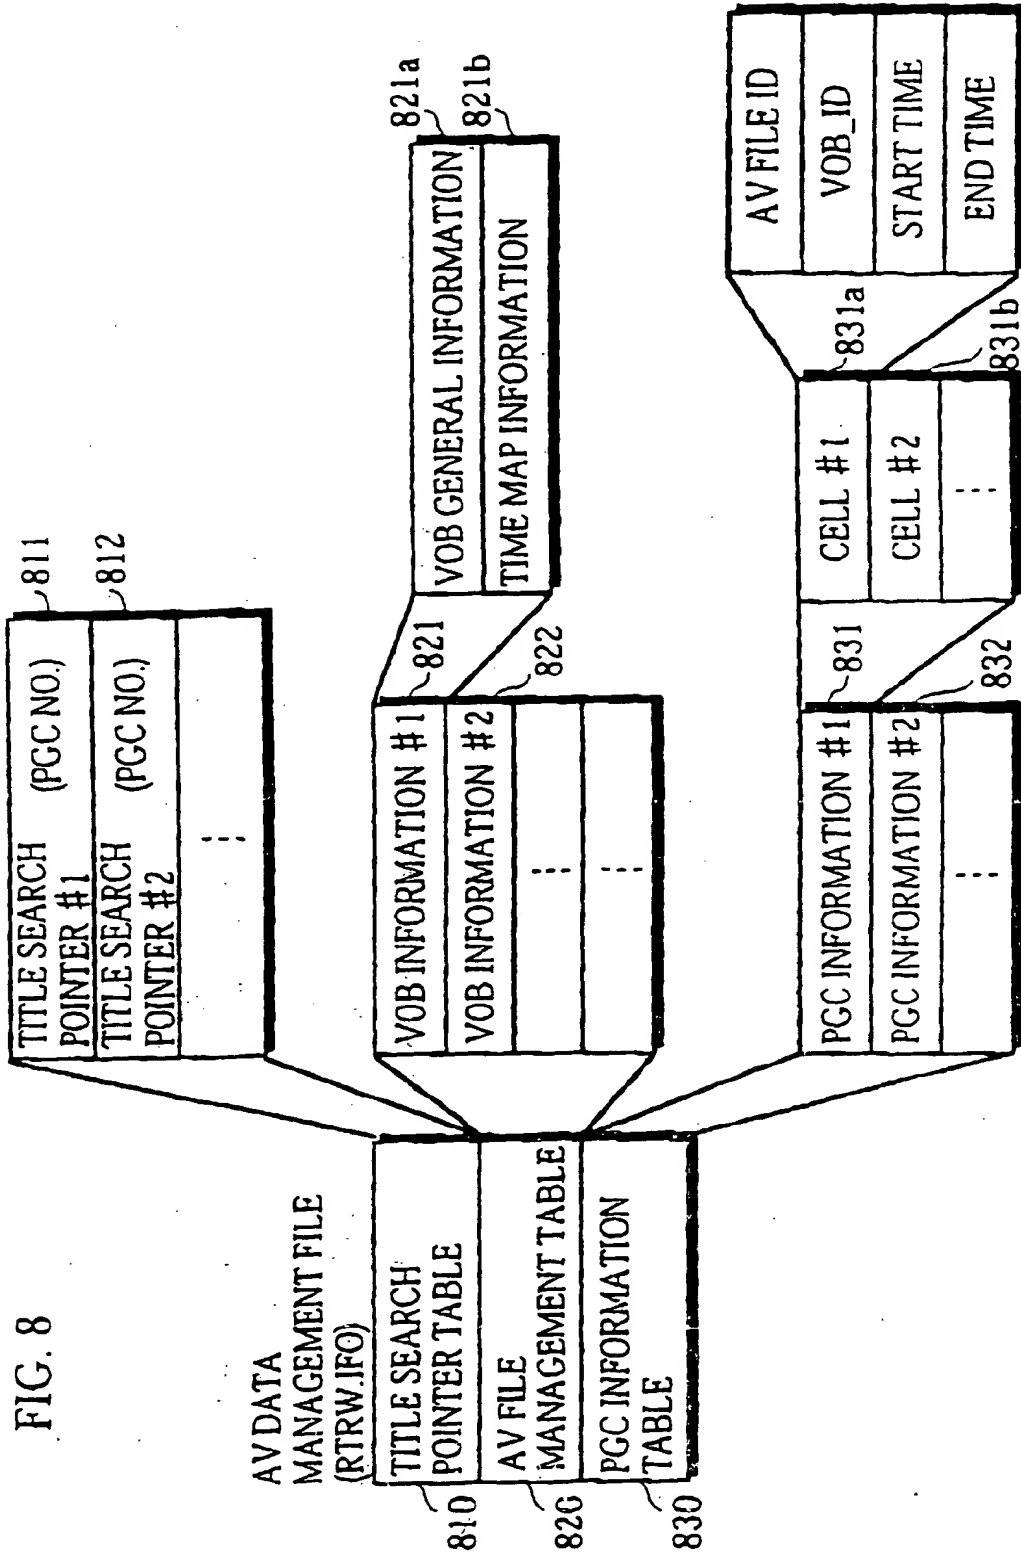 FIG. 8
AV DATA
MANAGEMENT FILE
(RTRW.IFO)
TITLE SEARCH
POINTER TABLE
810
AV FILE
MANAGEMENT TABLE
820
PGC INFORMATION
TABLE
830
TITLE SEARCH
POINTER #1
(PGC NO.)
811
TITLE SEARCH
POINTER #2
(PGC NO.)
812
VOB INFORMATION #1
821
VOB INFORMATION #2
822
VOB GENERAL INFORMATION
821a
TIME MAP INFORMATION
821b
PGC INFORMATION #1
831
PGC INFORMATION #2
832
CELL #1
831a
CELL #2
831b
AV FILE ID
VOB_ID
START TIME
END TIME